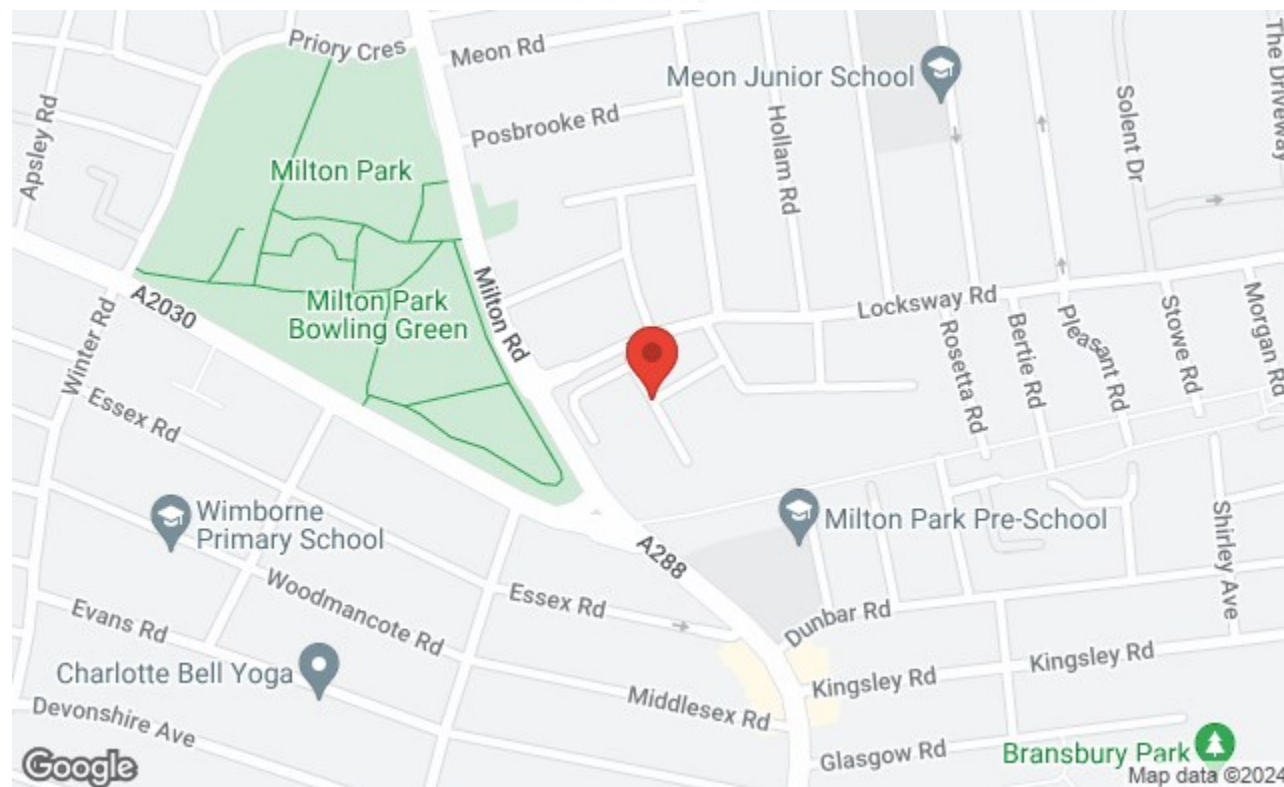 Priory Cres
Meon Rd
Meon Junior School
The Driveway
Apsley Rd
Posbrooke Rd
Hollam Rd
Solent Dr
Milton Park
Milton Rd
Milton Park
Bowling Green
A2030
Winter Rd
Locksway Rd
Rosetta Rd
Bertie Rd
Pleasant Rd
Stowe Rd
Morgan Rd
Essex Rd
Wimborne
Primary School
Milton Park Pre-School
Shirley Ave
A288
Woodmancote Rd
Essex Rd
Dunbar Rd
Evans Rd
Charlotte Bell Yoga
Kingsley Rd
Kingsley Rd
Middlesex Rd
Devonshire Ave
Glasgow Rd
Bransbury Park
Google
Map data ©2024